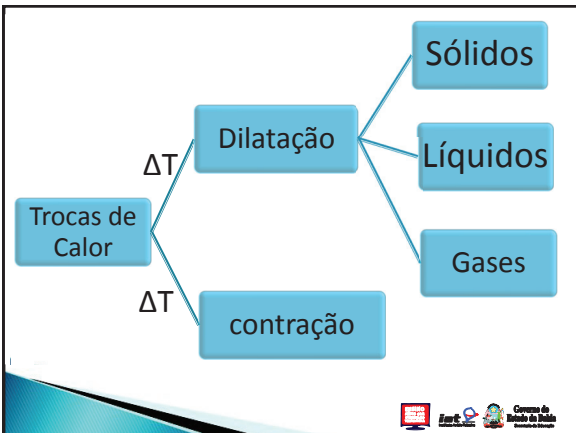 Sólidos
Dilatação
Líquidos
ΔT
Trocas de
Calor
Gases
ΔT
contração
Governo do
Estado da Bahia